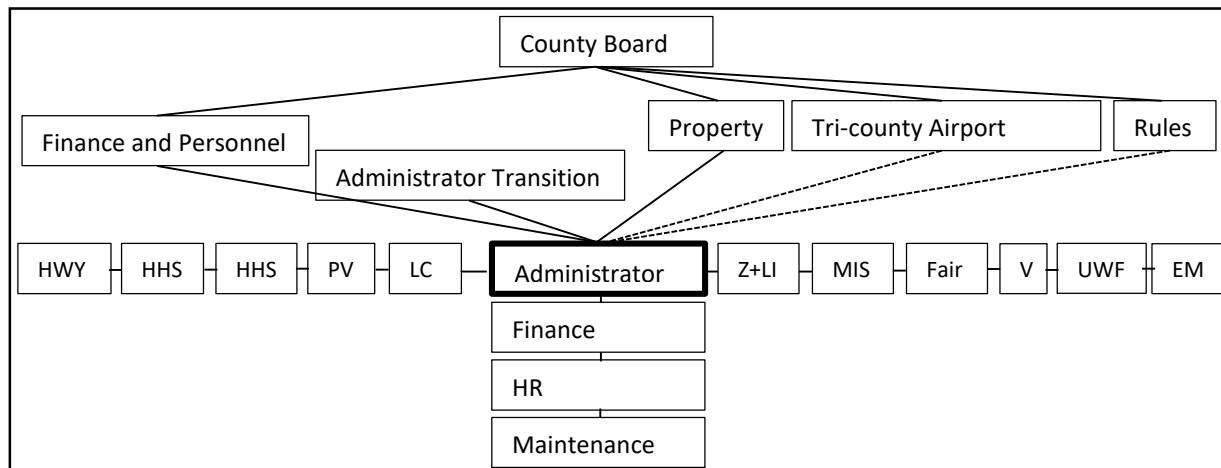 County Board
Finance and Personnel
Property
Tri-county Airport
Rules
Administrator Transition
HWY
HHS
HHS
PV
LC
Administrator
Z+LI
MIS
Fair
V
UWF
EM
Finance
HR
Maintenance